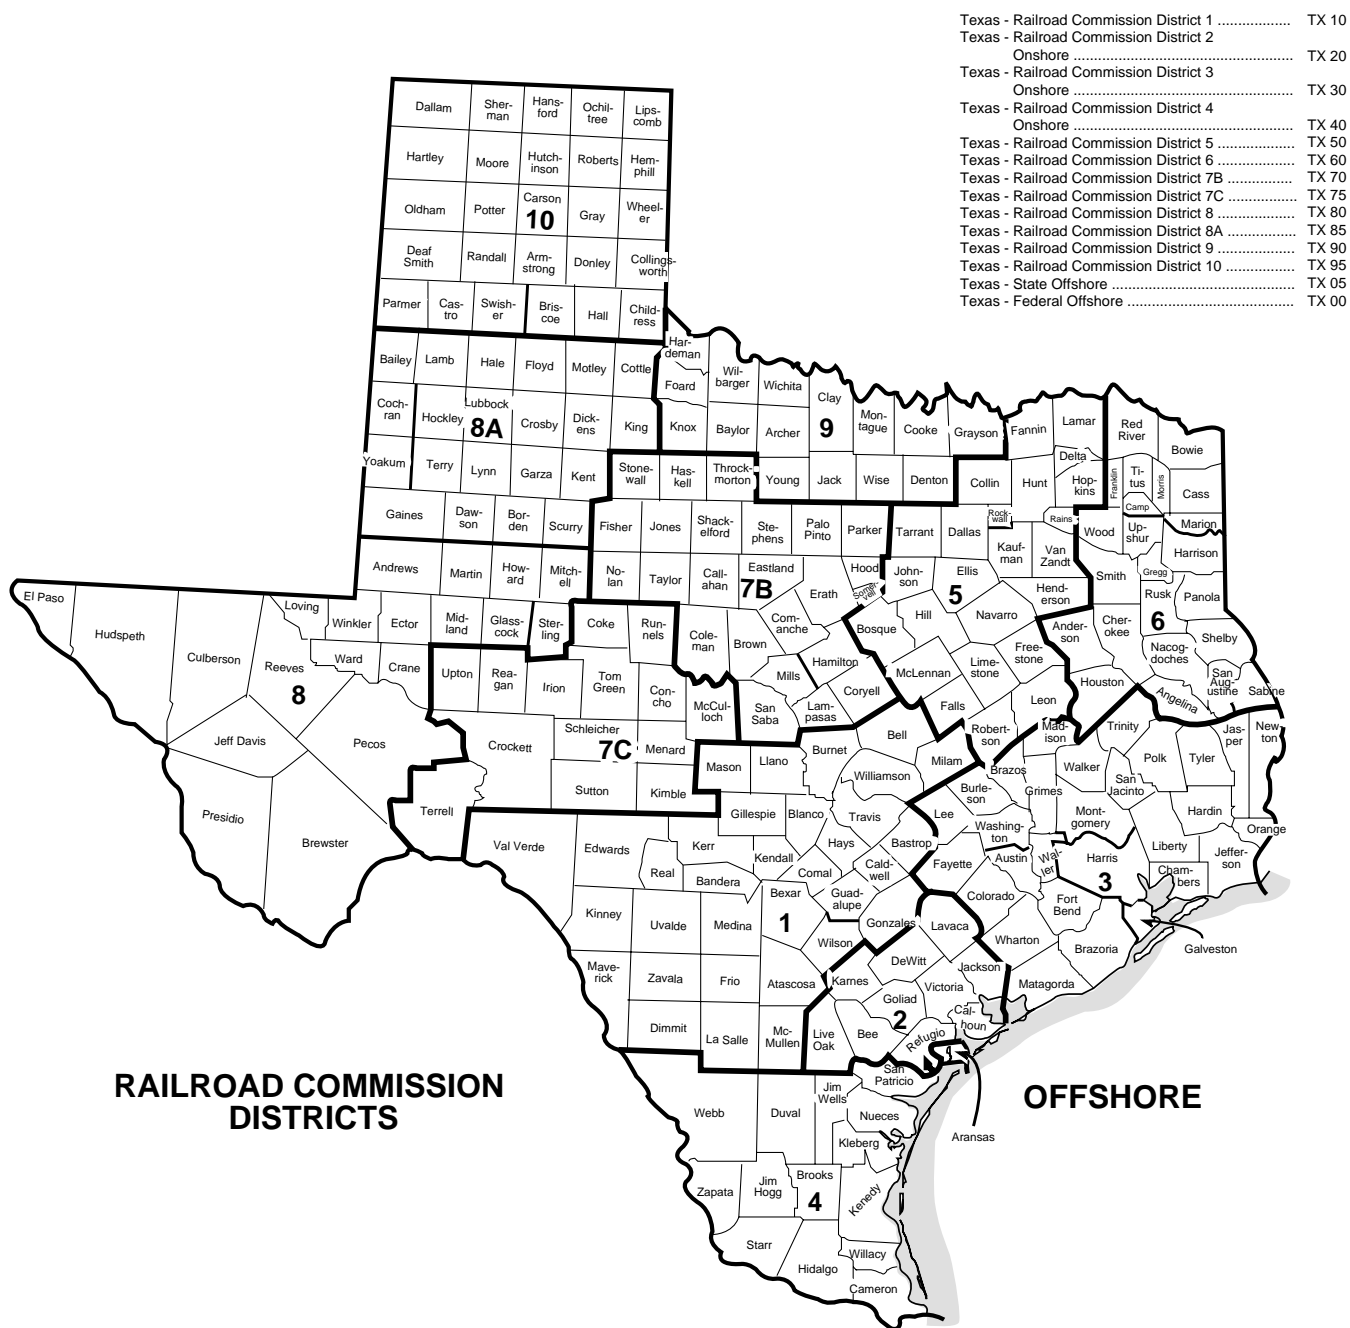 Texas - Railroad Commission District 1 .................. TX 10
Texas - Railroad Commission District 2
Onshore ...................................................... TX 20
Texas - Railroad Commission District 3
Onshore ...................................................... TX 30
Texas - Railroad Commission District 4
Onshore ...................................................... TX 40
Texas - Railroad Commission District 5 ................... TX 50
Texas - Railroad Commission District 6 ................... TX 60
Texas - Railroad Commission District 7B ................ TX 70
Texas - Railroad Commission District 7C ................. TX 75
Texas - Railroad Commission District 8 ................... TX 80
Texas - Railroad Commission District 8A ................. TX 85
Texas - Railroad Commission District 9 ................... TX 90
Texas - Railroad Commission District 10 ................. TX 95
Texas - State Offshore .................................................... TX 05
Texas - Federal Offshore ......................................... TX 00
Dallam
Sher-
man
Hans-
ford
Ochil-
tree
Lips-
comb
Hartley
Moore
Hutch-
inson
Roberts
Hem-
phill
Oldham
Potter
Carson
10
Gray
Wheel-
er
Deaf
Smith
Randall
Arm-
strong
Donley
Collings-
worth
Parmer
Cas-
tro
Swish-
er
Bris-
coe
Hall
Child-
ress
Bailey
Lamb
Hale
Floyd
Motley
Cottle
Har-
deman
Foard
Wil-
barger
Wichita
Clay
9
Mon-
tague
Cooke
Grayson
Fannin
Lamar
Red
River
Bowie
Coch-
ran
Hockley
Lubbock
8A
Crosby
Dick-
ens
King
Knox
Baylor
Archer
Yoakum
Terry
Lynn
Garza
Kent
Stone-
wall
Has-
kell
Throck-
morton
Young
Jack
Wise
Denton
Collin
Hunt
Delta
Hop-
kins
Franklin
Ti-
tus
Camp
Morris
Cass
Marion
Gaines
Daw-
son
Bor-
den
Scurry
Fisher
Jones
Shack-
elford
Ste-
phens
Palo
Pinto
Parker
Tarrant
Dallas
Rock-
wall
Rains
Kauf-
man
Van
Zandt
Wood
Up-
shur
Harrison
Andrews
Martin
How-
ard
Mitch-
ell
No-
lan
Taylor
Call-
ahan
Eastland
7B
Erath
Hood
Somer-
vell
John-
son
Ellis
5
Hend-
erson
Smith
Gregg
Rusk
6
Panola
El Paso
Hudspeth
Culberson
Loving
Winkler
Ector
Mid-
land
Glass-
cock
Ster-
ling
Coke
Run-
nels
Cole-
man
Brown
Com-
anche
Bosque
Hill
Navarro
Ander-
son
Cher-
okee
Nacog-
doches
Shelby
Reeves
8
Ward
Crane
Upton
Rea-
gan
Irion
Tom
Green
Con-
cho
McCul-
loch
San
Saba
Mills
Hamilton
Lam-
pasas
Coryell
McLennan
Lime-
stone
Free-
stone
Falls
Leon
Houston
Angelina
San
Aug-
ustine
Sabine
Jeff Davis
Pecos
Crockett
Schleicher
7C
Menard
Mason
Llano
Burnet
Bell
Milam
Robert-
son
Mad-
ison
Trinity
Polk
Tyler
Jas-
per
New-
ton
Presidio
Brewster
Terrell
Sutton
Kimble
Gillespie
Blanco
Williamson
Travis
Lee
Burle-
son
Brazos
Grimes
Walker
San
Jacinto
Mont-
gomery
Hardin
Orange
Val Verde
Edwards
Real
Kerr
Bandera
Kendall
Comal
Hays
Cald-
well
Bastrop
Fayette
Washing-
ton
Austin
Wal-
ler
Harris
3
Liberty
Cham-
bers
Jeffer-
son
Kinney
Uvalde
Medina
Bexar
1
Guad-
alupe
Wilson
Gonzales
Lavaca
Colorado
Wharton
Fort
Bend
Brazoria
Galveston
Mave-
rick
Zavala
Frio
Atascosa
Karnes
DeWitt
Jackson
Matagorda
Dimmit
La Salle
Mc-
Mullen
Live
Oak
Bee
Goliad
2
Victoria
Cal-
houn
Refugio
Aransas
San
Patricio
Webb
Duval
Jim
Wells
Nueces
Kleberg
Zapata
Jim
Hogg
Brooks
4
Kenedy
Starr
Hidalgo
Willacy
Cameron
RAILROAD COMMISSION
DISTRICTS
OFFSHORE